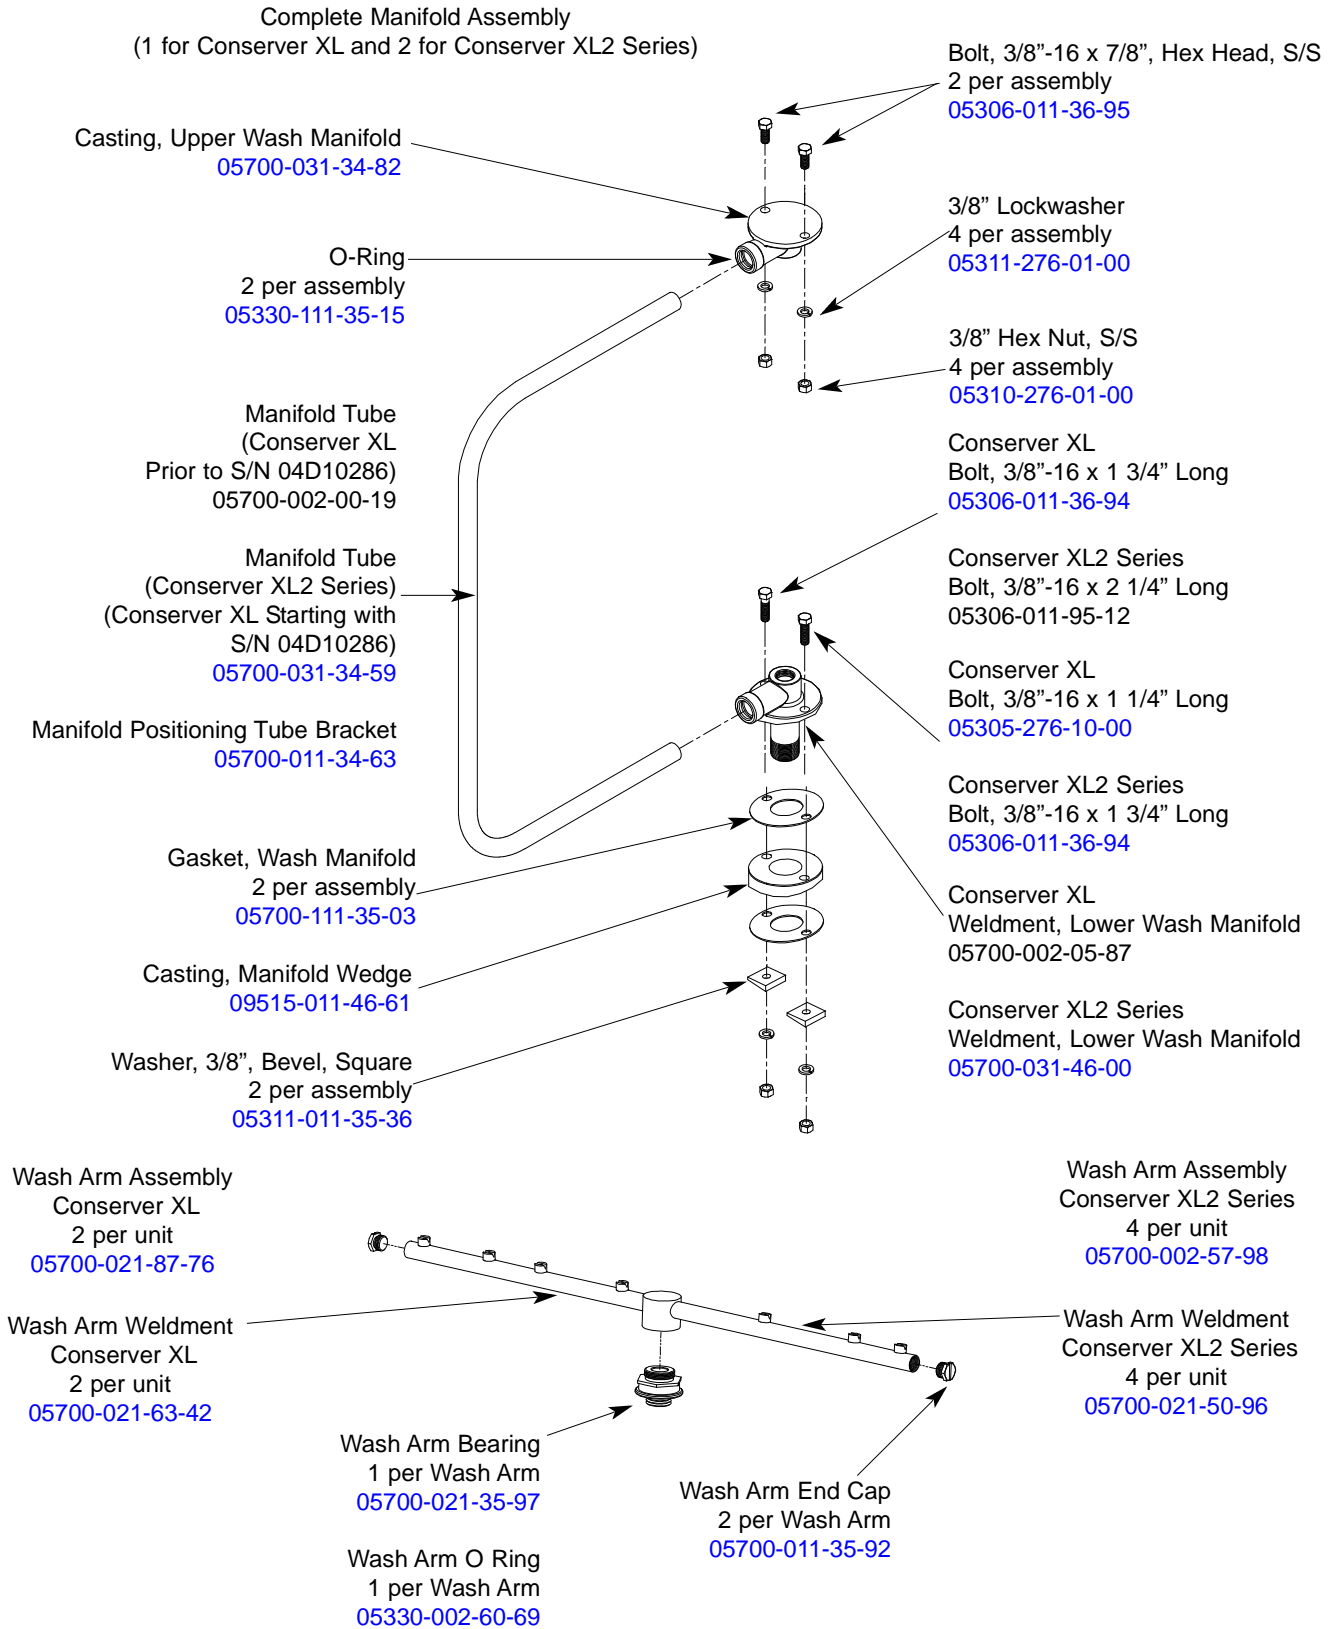 Complete Manifold Assembly
(1 for Conserver XL and 2 for Conserver XL2 Series)
Bolt, 3/8”-16 x 7/8”, Hex Head, S/S
2 per assembly
05306-011-36-95
Casting, Upper Wash Manifold
05700-031-34-82
3/8” Lockwasher
4 per assembly
05311-276-01-00
O-Ring
2 per assembly
05330-111-35-15
3/8” Hex Nut, S/S
4 per assembly
05310-276-01-00
Manifold Tube
(Conserver XL
Prior to S/N 04D10286)
05700-002-00-19
Conserver XL
Bolt, 3/8”-16 x 1 3/4” Long
05306-011-36-94
Manifold Tube
(Conserver XL2 Series)
(Conserver XL Starting with
S/N 04D10286)
05700-031-34-59
Conserver XL2 Series
Bolt, 3/8”-16 x 2 1/4” Long
05306-011-95-12
Conserver XL
Bolt, 3/8”-16 x 1 1/4” Long
05305-276-10-00
Manifold Positioning Tube Bracket
05700-011-34-63
Conserver XL2 Series
Bolt, 3/8”-16 x 1 3/4” Long
05306-011-36-94
Gasket, Wash Manifold
2 per assembly
05700-111-35-03
Conserver XL
Weldment, Lower Wash Manifold
05700-002-05-87
Casting, Manifold Wedge
09515-011-46-61
Conserver XL2 Series
Weldment, Lower Wash Manifold
05700-031-46-00
Washer, 3/8”, Bevel, Square
2 per assembly
05311-011-35-36
Wash Arm Assembly
Conserver XL
2 per unit
05700-021-87-76
Wash Arm Assembly
Conserver XL2 Series
4 per unit
05700-002-57-98
Wash Arm Weldment
Conserver XL
2 per unit
05700-021-63-42
Wash Arm Weldment
Conserver XL2 Series
4 per unit
05700-021-50-96
Wash Arm Bearing
1 per Wash Arm
05700-021-35-97
Wash Arm End Cap
2 per Wash Arm
05700-011-35-92
Wash Arm O Ring
1 per Wash Arm
05330-002-60-69